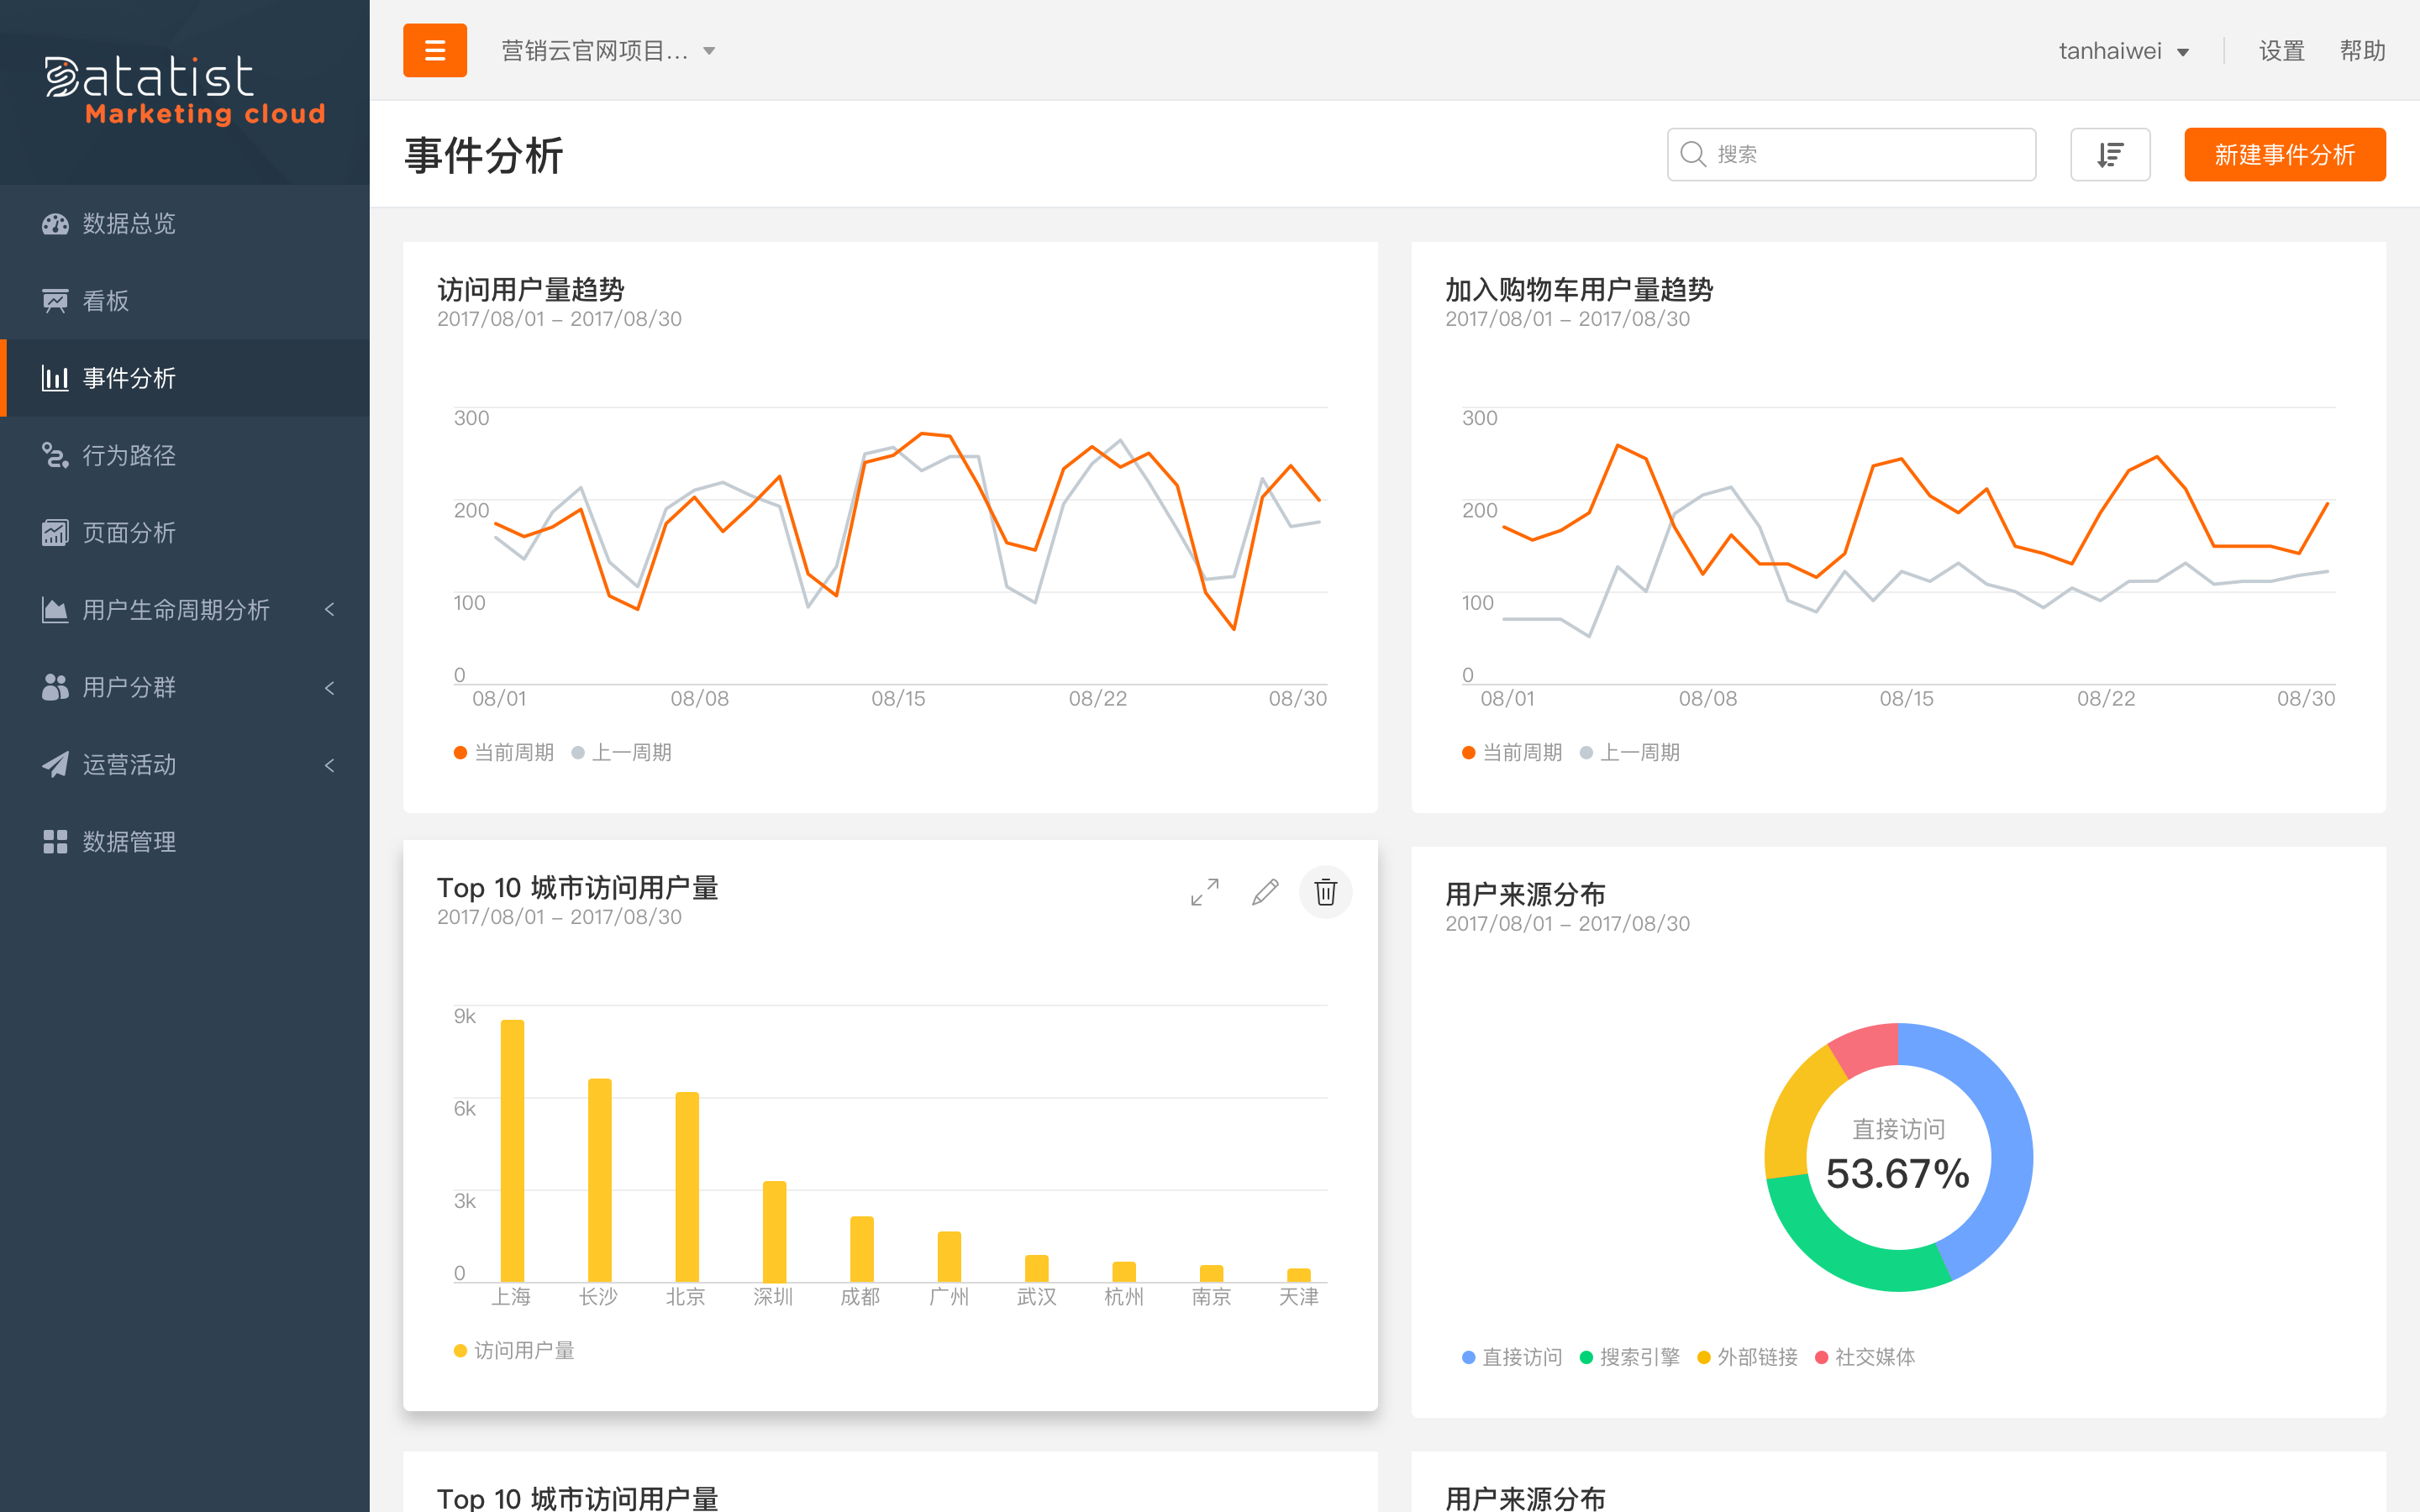 Datatist
Marketing cloud
数据总览
看板
事件分析
行为路径
页面分析
用户生命周期分析
用户分群
运营活动
数据管理
营销云官网项目...
tanhaiwei
设置
帮助
事件分析
搜索
新建事件分析
访问用户量趋势
2017/08/01 – 2017/08/30
300
200
100
0
08/01 08/08 08/15 08/22 08/30
当前周期 上一周期
加入购物车用户量趋势
2017/08/01 – 2017/08/30
300
200
100
0
08/01 08/08 08/15 08/22 08/30
当前周期 上一周期
Top 10 城市访问用户量
2017/08/01 – 2017/08/30
9k
6k
3k
0
上海 长沙 北京 深圳 成都 广州 武汉 杭州 南京 天津
访问用户量
用户来源分布
2017/08/01 – 2017/08/30
直接访问
53.67%
直接访问 搜索引擎 外部链接 社交媒体
Top 10 城市访问用户量
用户来源分布